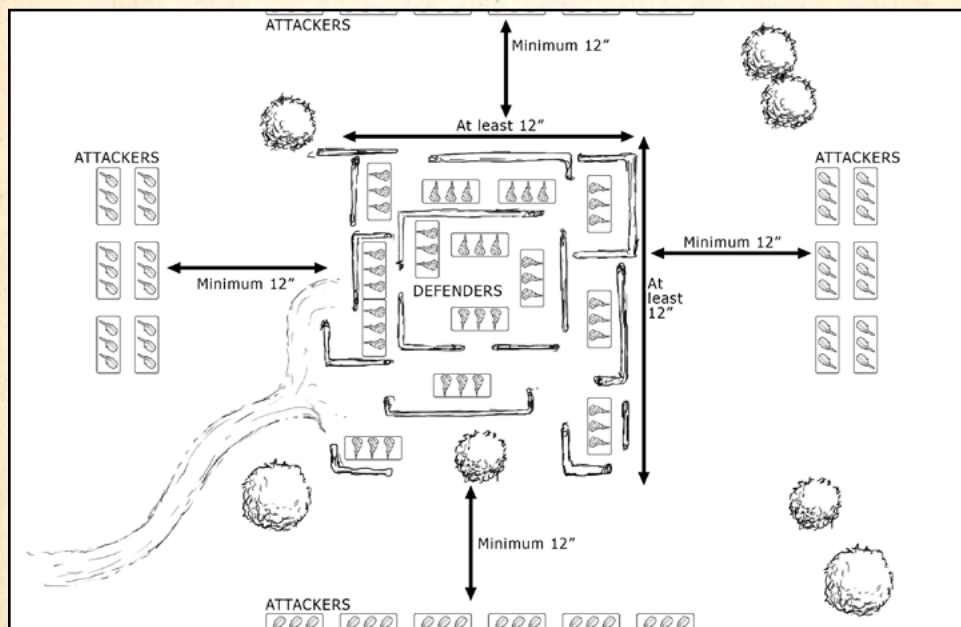 ATTACKERS
Minimum 12”
At least 12”
ATTACKERS
ATTACKERS
Minimum 12”
Minimum 12”
DEFENDERS
At
least
12”
Minimum 12”
ATTACKERS